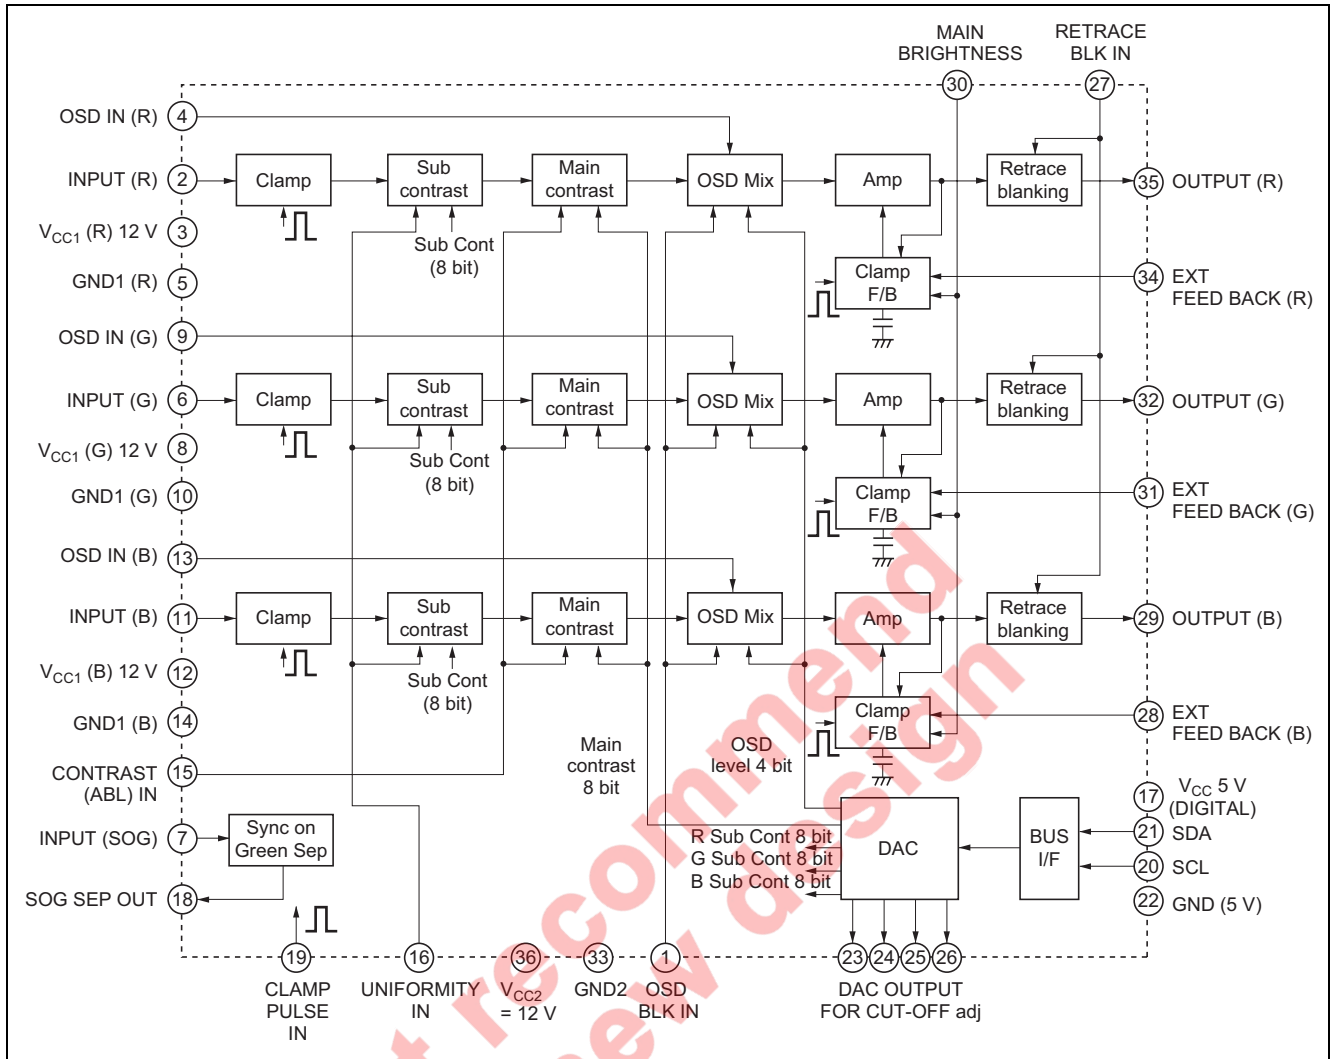 MAIN
BRIGHTNESS
RETRACE
BLK IN
30
27
OSD IN (R) 4
INPUT (R) 2
Clamp
Sub
contrast
Main
contrast
OSD Mix
Amp
Retrace
blanking
35 OUTPUT (R)
VCC1 (R) 12 V 3
Sub Cont
(8 bit)
GND1 (R) 5
Clamp
F/B
34 EXT
FEED BACK (R)
OSD IN (G) 9
INPUT (G) 6
Clamp
Sub
contrast
Main
contrast
OSD Mix
Amp
Retrace
blanking
32 OUTPUT (G)
VCC1 (G) 12 V 8
Sub Cont
(8 bit)
GND1 (G) 10
Clamp
F/B
31 EXT
FEED BACK (G)
OSD IN (B) 13
INPUT (B) 11
Clamp
Sub
contrast
Main
contrast
OSD Mix
Amp
Retrace
blanking
29 OUTPUT (B)
VCC1 (B) 12 V 12
Sub Cont
(8 bit)
GND1 (B) 14
Clamp
F/B
28 EXT
FEED BACK (B)
Main
contrast
8 bit
OSD
level 4 bit
CONTRAST
(ABL) IN
15
17 VCC 5 V
(DIGITAL)
INPUT (SOG) 7
Sync on
Green Sep
R Sub Cont 8 bit
G Sub Cont 8 bit
B Sub Cont 8 bit
DAC
BUS
I/F
21 SDA
20 SCL
SOG SEP OUT 18
22 GND (5 V)
19
CLAMP
PULSE
IN
16
UNIFORMITY
IN
36
VCC2
= 12 V
33
GND2
1
OSD
BLK IN
23 24 25 26
DAC OUTPUT
FOR CUT-OFF adj
t recommend
ew design